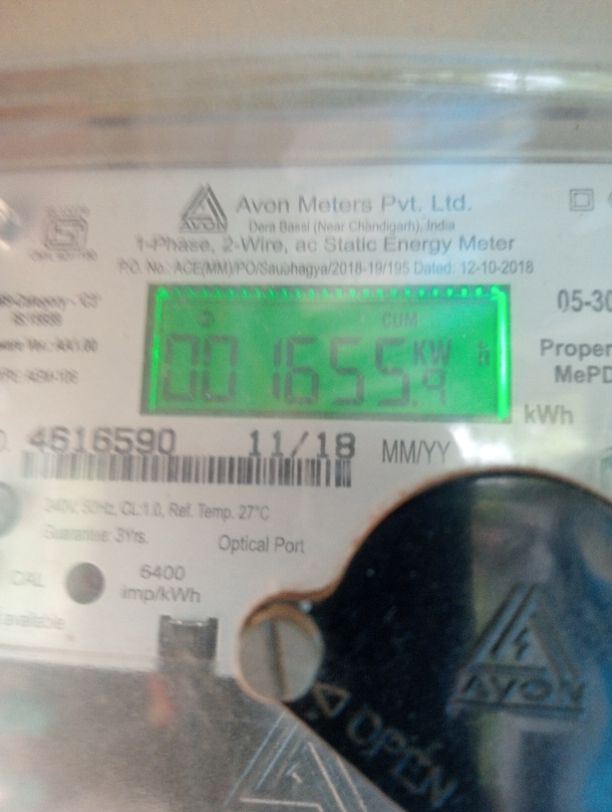 Avon Meters Pvt. Ltd.
AVON
Dera Bassi (Near Chandigarh), India
1-Phase, 2-Wire, ac Static Energy Meter
P.O. No.: ACE(MM)/PO/Saubhagya/2018-19/195 Dated: 12-10-2018
05-30
CUM
001655.9 KWh
kWh
4616590 11/18 MM/YY
240V, 50Hz, CL:1.0, Ref. Temp. 27°C
Guarantee: 3Yrs.
Optical Port
CAL
6400
imp/kWh
available
AVON
OPEN